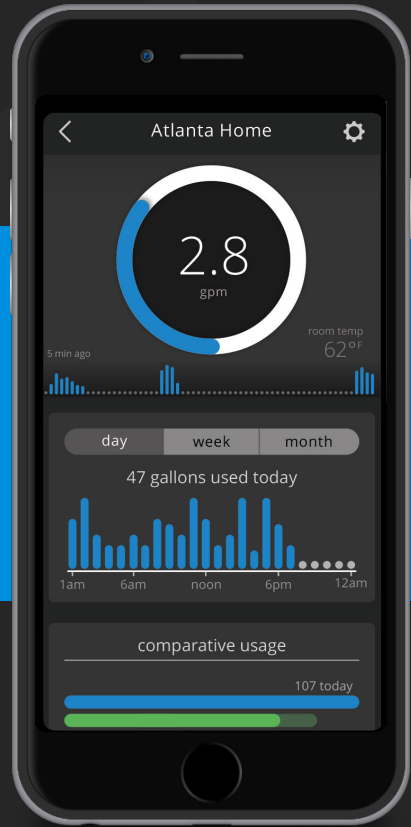 Atlanta Home
2.8
gpm
room temp
62°F
5 min ago
day week month
47 gallons used today
1am 6am noon 6pm 12am
comparative usage
107 today